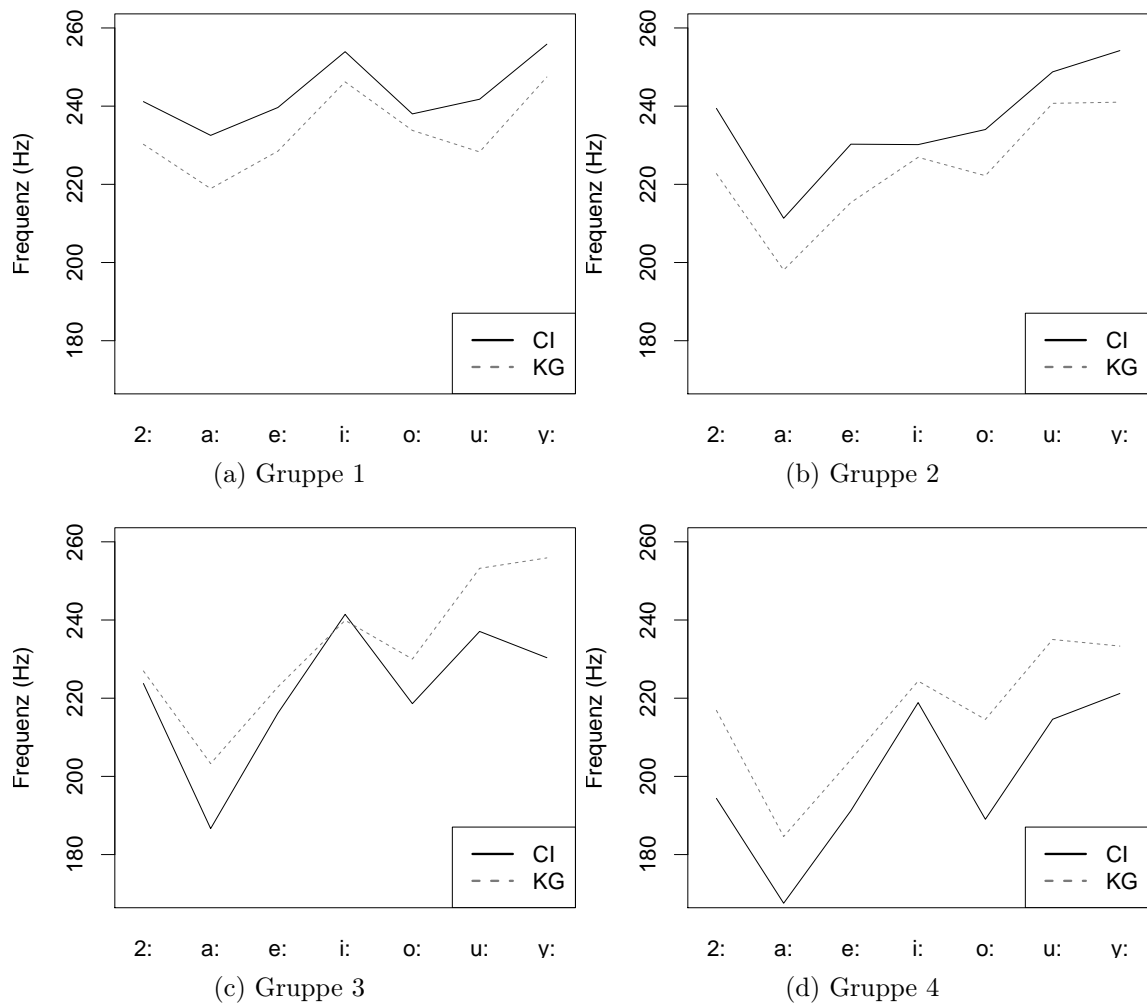 Frequenz (Hz)
260
240
220
200
180
CI
KG
2: a: e: i: o: u: y:
(a) Gruppe 1
Frequenz (Hz)
260
240
220
200
180
CI
KG
2: a: e: i: o: u: y:
(b) Gruppe 2
Frequenz (Hz)
260
240
220
200
180
CI
KG
2: a: e: i: o: u: y:
(c) Gruppe 3
Frequenz (Hz)
260
240
220
200
180
CI
KG
2: a: e: i: o: u: y:
(d) Gruppe 4